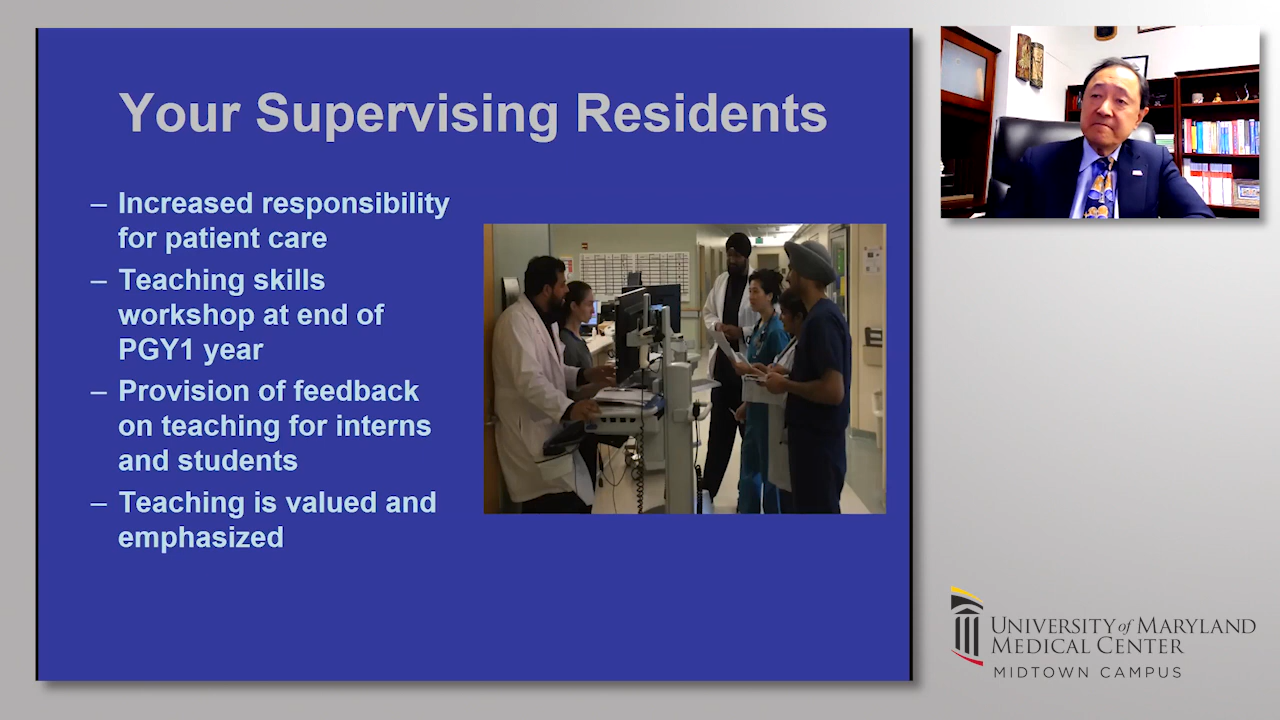 Your Supervising Residents
– Increased responsibility
for patient care
– Teaching skills
workshop at end of
PGY1 year
– Provision of feedback
on teaching for interns
and students
– Teaching is valued and
emphasized
UNIVERSITY of MARYLAND
MEDICAL CENTER
MIDTOWN CAMPUS